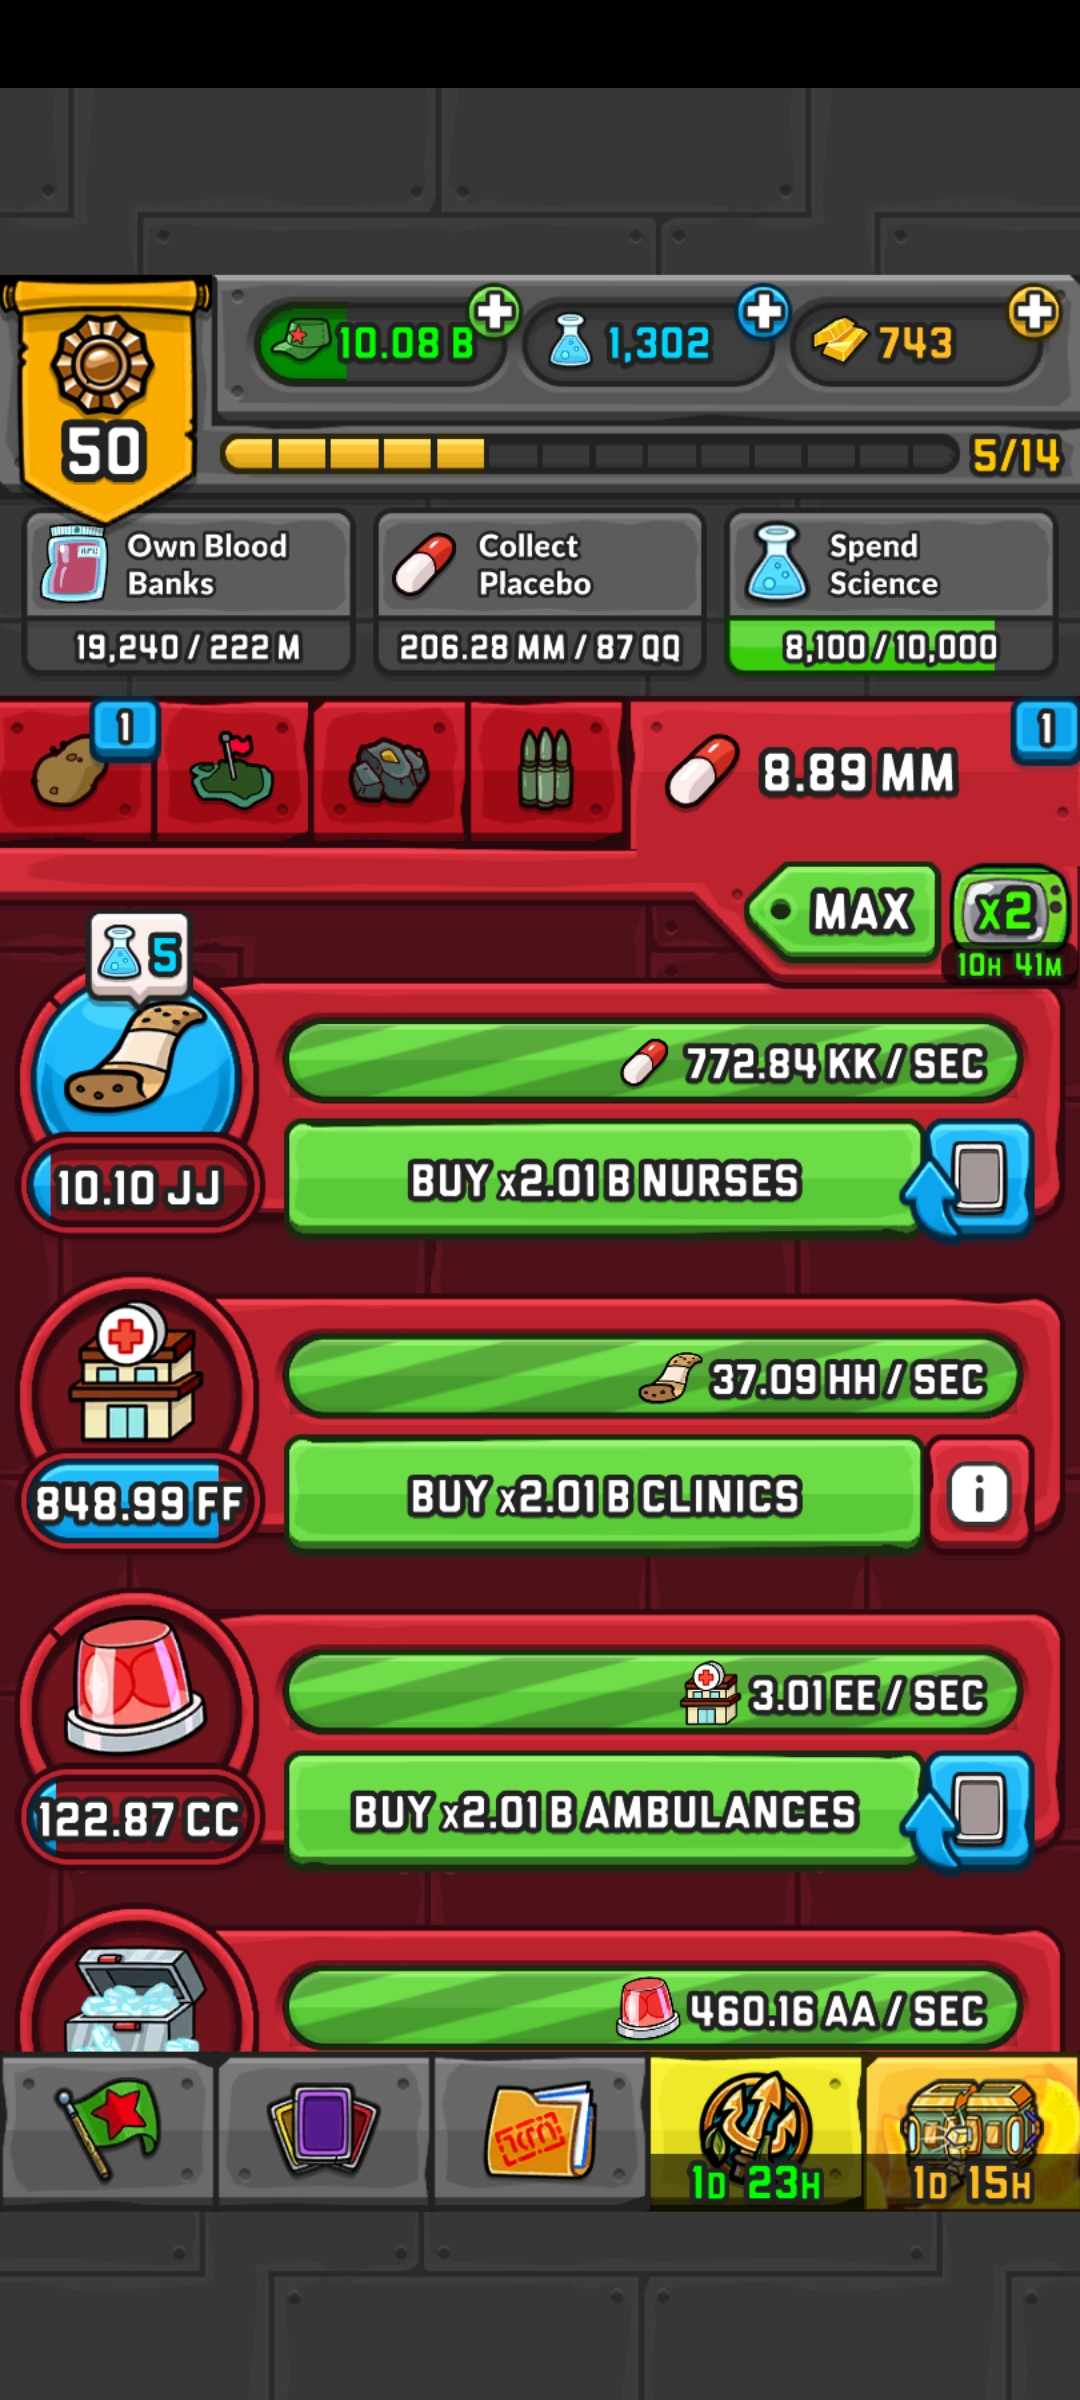 10.08 B
1,302
743
50
5/14
Own Blood
Banks
19,240 / 222 M
Collect
Placebo
206.28 MM / 87 QQ
Spend
Science
8,100 / 10,000
1
8.89 MM
1
MAX
x2
10H 41M
5
772.84 KK / SEC
10.10 JJ
BUY x2.01 B NURSES
37.09 HH / SEC
848.99 FF
BUY x2.01 B CLINICS
i
3.01 EE / SEC
122.87 CC
BUY x2.01 B AMBULANCES
460.16 AA / SEC
1D 23H
1D 15H